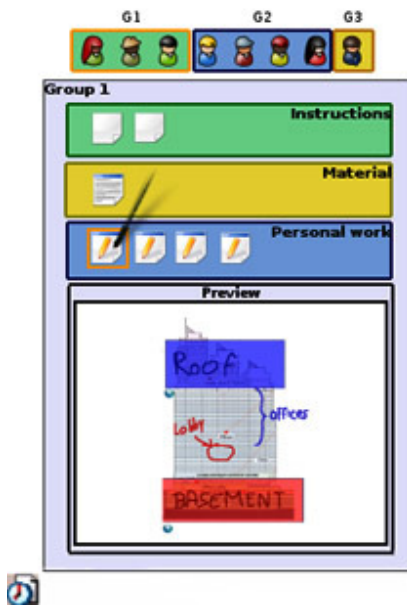 G1 G2 G3
Group 1
Instructions
Material
Personal work
Preview
Roof
offices
Lobby
BASEMENT